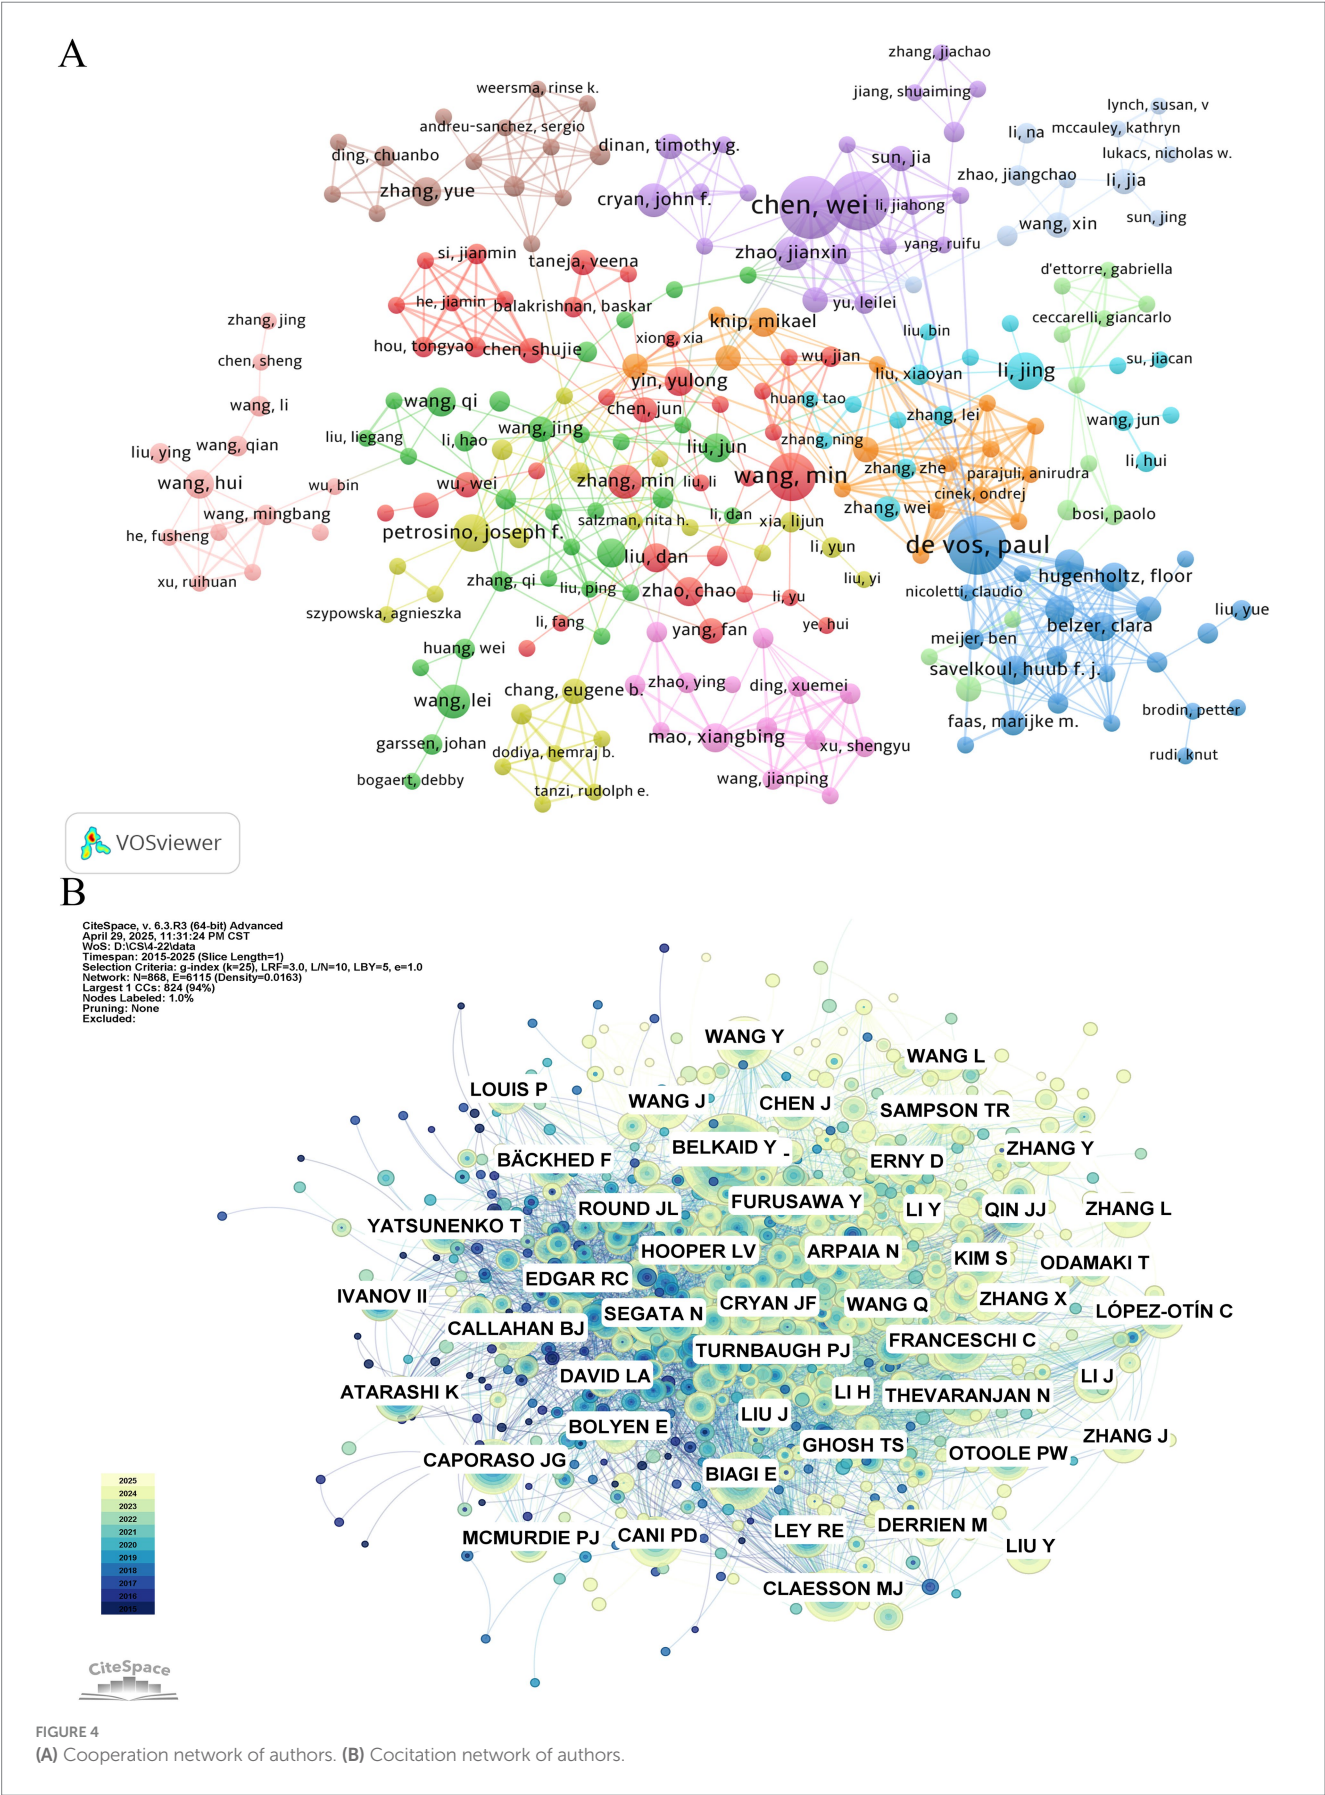 A
zhang, jiachao
weersma, rinse k.
jiang, shuaiming
lynch, susan, v
andreu-sanchez, sergio
li, na
mccauley, kathryn
dinan, timothy g.
ding, chuanbo
sun, jia
lukacs, nicholas w.
zhao, jiangchao
li, jia
zhang, yue
cryan, john f.
chen, wei
li, jiahong
wang, xin
sun, jing
si, jianmin
taneja, veena
zhao, jianxin
yang, ruifu
d'ettorre, gabriella
he, jiamin
balakrishnan, baskar
yu, leilei
zhang, jing
knip, mikael
ceccarelli, giancarlo
xiong, xia
liu, bin
hou, tongyao
chen, shujie
wu, jian
chen, sheng
su, jiacan
yin, yulong
liu, xiaoyan
li, jing
wang, li
wang, qi
chen, jun
huang, tao
zhang, lei
wang, jun
liu, liegang
li, hao
wang, jing
liu, jun
zhang, ning
wang, qian
liu, ying
zhang, zhe
parajuli, anirudra
li, hui
wang, hui
wu, bin
wu, wei
zhang, min
liu, li
wang, min
cinek, ondrej
wang, mingbang
salzman, nita h.
li, dan
xia, lijun
zhang, wei
bosi, paolo
he, fusheng
petrosino, joseph f.
li, yun
de vos, paul
liu, dan
xu, ruihuan
zhang, qi
liu, ping
zhao, chao
liu, yi
hugenholtz, floor
nicoletti, claudio
li, yu
szypowska, agnieszka
li, fang
yang, fan
ye, hui
belzer, clara
liu, yue
meijer, ben
huang, wei
savelkoul, huub f. j.
chang, eugene b.
zhao, ying
ding, xuemei
wang, lei
faas, marijke m.
brodin, petter
garssen, johan
dodiya, hemraj b.
mao, xiangbing
xu, shengyu
rudi, knut
bogaert, debby
tanzi, rudolph e.
wang, jianping
VOSviewer
B
CiteSpace, v. 6.3.R3 (64-bit) Advanced
April 29, 2025, 11:31:24 PM CST
WoS: D:\CS\4-22\data
Timespan: 2015-2025 (Slice Length=1)
Selection Criteria: g-index (k=25), LRF=3.0, L/N=10, LBY=5, e=1.0
Network: N=868, E=6115 (Density=0.0163)
Largest 1 CCs: 824 (94%)
Nodes Labeled: 1.0%
Pruning: None
Excluded:
WANG Y
WANG L
LOUIS P
WANG J
CHEN J
SAMPSON TR
BELKAID Y -
ZHANG Y
BÄCKHED F
ERNY D
ROUND JL
FURUSAWA Y
LI Y
QIN JJ
ZHANG L
YATSUNENKO T
HOOPER LV
ARPAIA N
KIM S
ODAMAKI T
EDGAR RC
IVANOV II
SEGATA N
CRYAN JF
WANG Q
ZHANG X
LÓPEZ-OTÍN C
CALLAHAN BJ
TURNBAUGH PJ
FRANCESCHI C
DAVID LA
LI J
ATARASHI K
LI H
THEVARANJAN N
LIU J
BOLYEN E
GHOSH TS
ZHANG J
CAPORASO JG
OTOOLE PW
BIAGI E
MCMURDIE PJ
CANI PD
LEY RE
DERRIEN M
LIU Y
CLAESSON MJ
2025
2024
2023
2022
2021
2020
2019
2018
2017
2016
2015
CiteSpace
FIGURE 4
(A) Cooperation network of authors. (B) Cocitation network of authors.